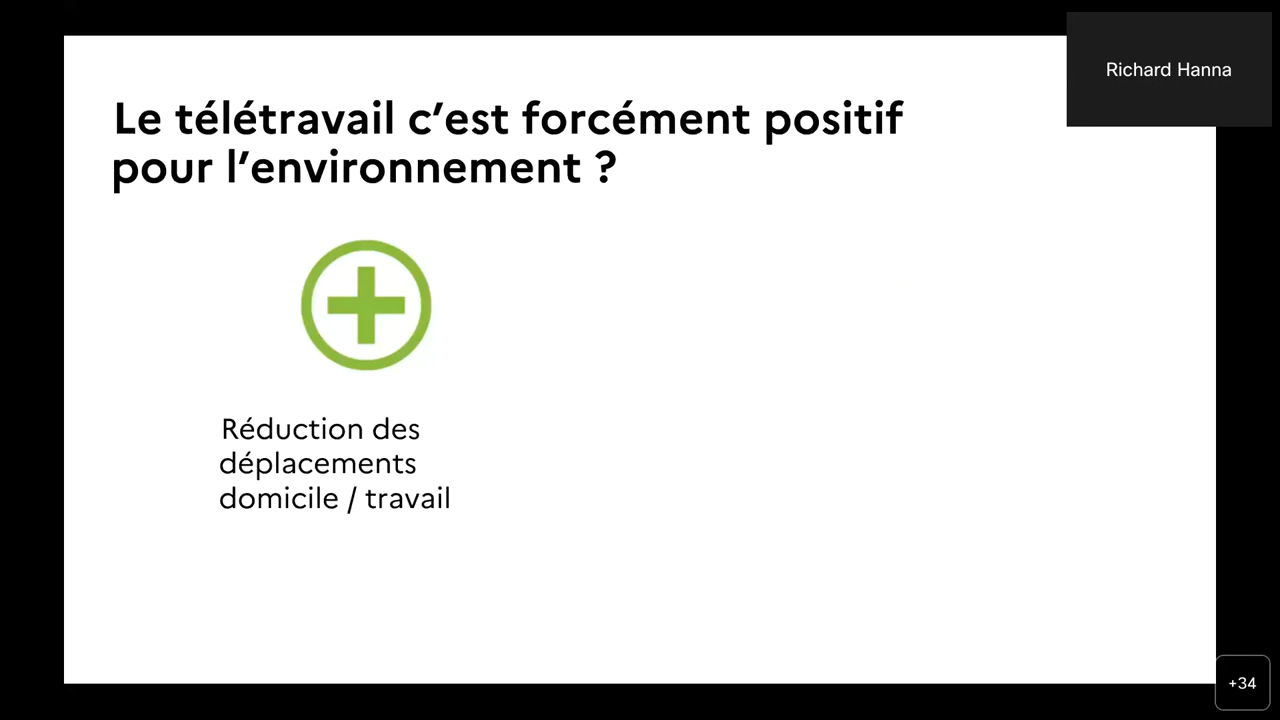 Richard Hanna
Le télétravail c’est forcément positif
pour l’environnement ?
Réduction des
déplacements
domicile / travail
+34